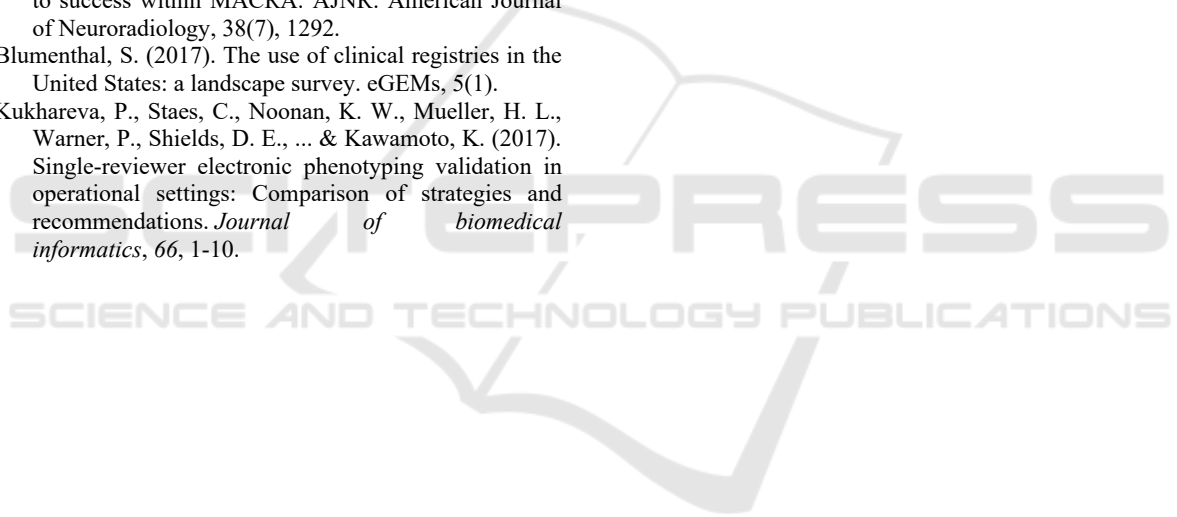 to success within MACRA. AJNR. American Journal
of Neuroradiology, 38(7), 1292.
Blumenthal, S. (2017). The use of clinical registries in the
United States: a landscape survey. eGEMs, 5(1).
Kukhareva, P., Staes, C., Noonan, K. W., Mueller, H. L.,
Warner, P., Shields, D. E., ... & Kawamoto, K. (2017).
Single-reviewer electronic phenotyping validation in
operational settings: Comparison of strategies and
recommendations. Journal of biomedical
informatics, 66, 1-10.
SCITEPRESS
SCIENCE AND TECHNOLOGY PUBLICATIONS